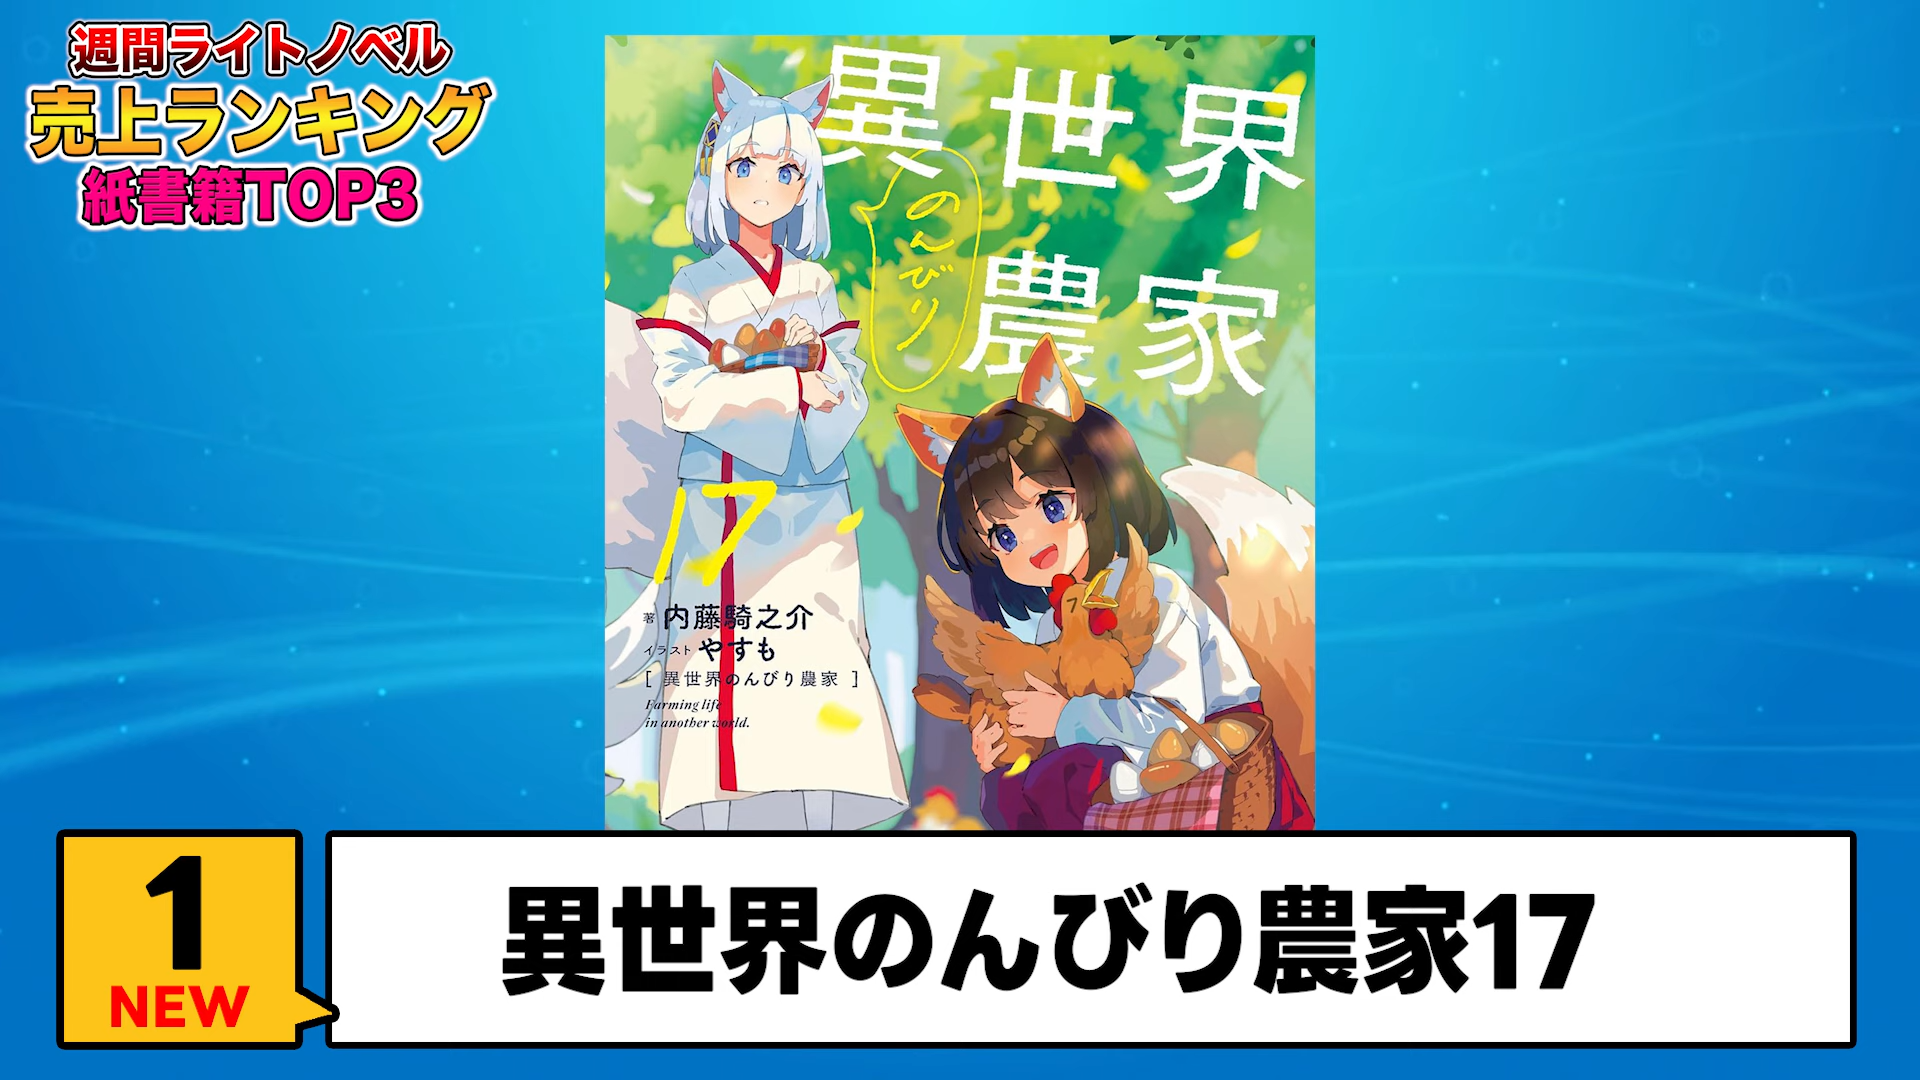 週間ライトノベル
売上ランキング
紙書籍TOP3
異世界
のんびり
農家
17
著 内藤騎之介
イラスト やすも
[ 異世界のんびり農家 ]
Farming life
in another world.
1
NEW
異世界のんびり農家17